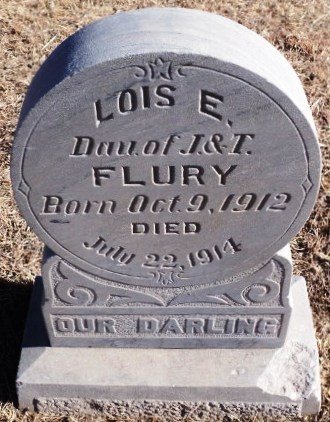 LOIS E.
Dau. of J. & T.
FLURY
Born Oct. 9, 1912
DIED
July 22, 1914
OUR DARLING